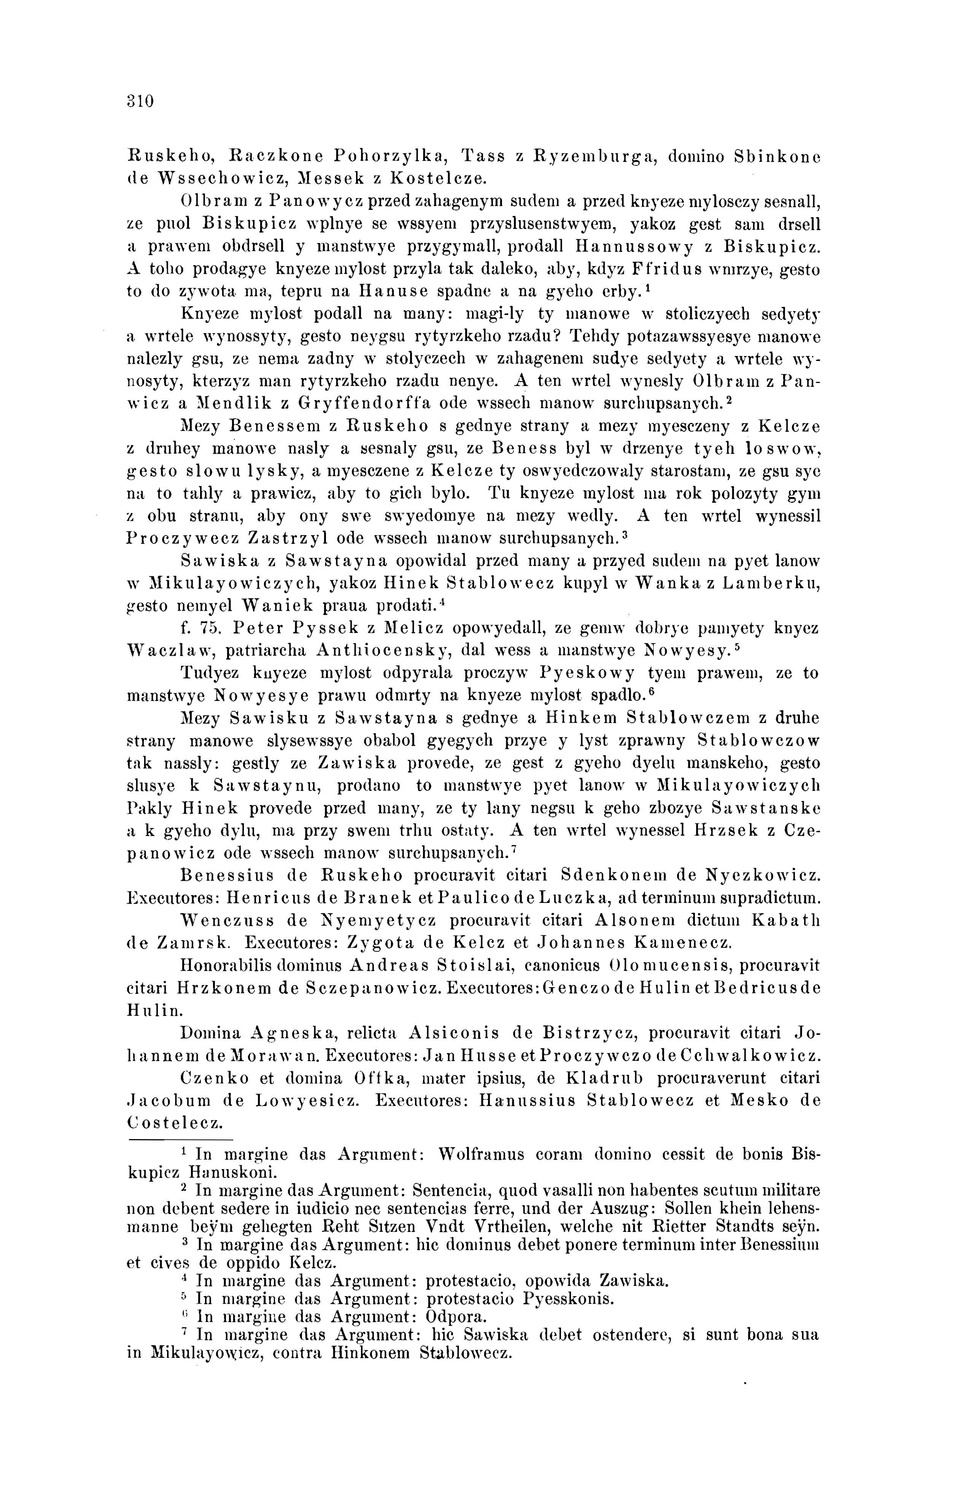 310
Ruskeho, Raczkone Pohorzylka, Tass z Ryzemburga, domino Sbinkone
de Wssechowicz, Messek z Kostelcze.
Olbram z Panowycz przed zahagenym sudem a przed knyeze mylosczy sesnall,
ze puol Biskupicz wplnye se wssyem przyslusenstwyem, yakoz gest sam drsell
a prawem obdrsell y manstwye przygymall, prodall Hannussowy z Biskupicz.
A toho prodagye knyeze mylost przyla tak daleko, aby, kdyz Ffridus wmrzye, gesto
to do zywota ma, tepru na Hanuse spadne a na gyeho erby.¹
Knyeze mylost podall na many: magi-ly ty manowe w stoliczyech sedyety
a wrtele wynossyty, gesto neygsu rytyrzkeho rzadu? Tehdy potazawssyesye manowe
nalezly gsu, ze nema zadny w stolyczech w zahagenem sudye sedyety a wrtele wy-
nosyty, kterzyz man rytyrzkeho rzadu nenye. A ten wrtel wynesly Olbram z Pan-
wicz a Mendlik z Gryffendorffa ode wssech manow surchupsanych.²
Mezy Benessem z Ruskeho s gednye strany a mezy myesczeny z Kelcze
z druhey manowe nasly a sesnaly gsu, ze Beness byl w drzenye tyeh loswow,
gesto slowu lysky, a myesczene z Kelcze ty oswyedczowaly starostam, ze gsu sye
na to tahly a prawicz, aby to gich bylo. Tu knyeze mylost ma rok polozyty gym
z obu stranu, aby ony swe swyedomye na mezy wedly. A ten wrtel wynessil
Proczywecz Zastrzyl ode wssech manow surchupsanych.³
Sawiska z Sawstayna opowidal przed many a przyed sudem na pyet lanow
w Mikulayowiczych, yakoz Hinek Stablowecz kupyl w Wanka z Lamberku,
gesto nemyel Waniek praua prodati.⁴
f. 75. Peter Pyssek z Melicz opowyedall, ze gemw dobrye pamyety knyez
Waczlaw, patriarcha Anthiocensky, dal wess a manstwye Nowyesy.⁵
Tudyez knyeze mylost odpyrala proczyw Pyeskowy tyem prawem, ze to
manstwye Nowyesye prawu odmrty na knyeze mylost spadlo.⁶
Mezy Sawisku z Sawstayna s gednye a Hinkem Stablowczem z druhe
strany manowe slysewssye obabol gyegych przye y lyst zprawny Stablowczow
tak nassly: gestly ze Zawiska provede, ze gest z gyeho dyelu manskeho, gesto
slusye k Sawstaynu, prodano to manstwye pyet lanow w Mikulayowiczych
Pakly Hinek provede przed many, ze ty lany negsu k geho zbozye Sawstanske
a k gyeho dylu, ma przy swem trhu ostaty. A ten wrtel wynessel Hrzsek z Cze-
panowicz ode wssech manow surchupsanych.⁷
Benessius de Ruskeho procuravit citari Sdenkonem de Nyczkowicz.
Executores: Henricus de Branek et Paulico de Luczka, ad terminum supradictum.
Wenczuss de Nyemyetycz procuravit citari Alsonem dictum Kabath
de Zamrsk. Executores: Zygota de Kelcz et Johannes Kamenecz.
Honorabilis dominus Andreas Stoislai, canonicus Olomucensis, procuravit
citari Hrzkonem de Sczepanowicz. Executores: Genczo de Hulin et Bedricus de
Hulin.
Domina Agneska, relicta Alsiconis de Bistrzycz, procuravit citari Jo-
hannem de Morawan. Executores: Jan Husse et Proczywczo de Cchwalkowicz.
Czenko et domina Offka, mater ipsius, de Kladrub procuraverunt citari
Jacobum de Lowyesicz. Executores: Hanussius Stablowecz et Mesko de
Costelecz.
¹ In margine das Argument: Wolframus coram domino cessit de bonis Bis-
kupicz Hanuskoni.
² In margine das Argument: Sentencia, quod vasalli non habentes scutum militare
non debent sedere in iudicio nec sentencias ferre, und der Auszug: Sollen khein lehens-
manne beÿm gehegten Reht Sitzen Vndt Vrtheilen, welche nit Rietter Standts seÿn.
³ In margine das Argument: hic dominus debet ponere terminum inter Benessium
et cives de oppido Kelcz.
⁴ In margine das Argument: protestacio, opowida Zawiska.
⁵ In margine das Argument: protestacio Pyesskonis.
⁶ In margine das Argument: Odpora.
⁷ In margine das Argument: hic Sawiska debet ostendere, si sunt bona sua
in Mikulayowicz, contra Hinkonem Stablowecz.